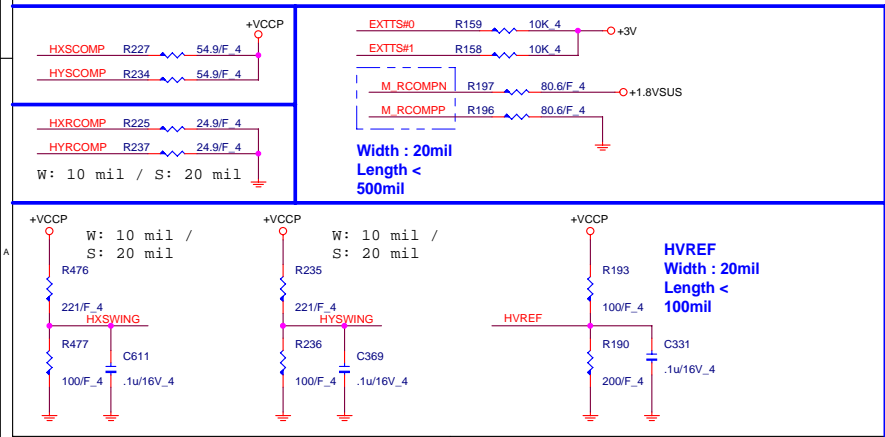 +VCCP
HXSCOMP R227 54.9/F_4
HYSCOMP R234 54.9/F_4
HXRCOMP R225 24.9/F_4
HYRCOMP R237 24.9/F_4
W: 10 mil / S: 20 mil
EXTTS#0 R159 10K_4
+3V
EXTTS#1 R158 10K_4
M_RCOMPN R197 80.6/F_4
+1.8VSUS
M_RCOMPP R196 80.6/F_4
Width : 20mil
Length <
500mil
A
+VCCP
W: 10 mil /
S: 20 mil
R476
221/F_4
HXSWING
R477
100/F_4
C611
.1u/16V_4
+VCCP
W: 10 mil /
S: 20 mil
R235
221/F_4
HYSWING
R236
100/F_4
C369
.1u/16V_4
+VCCP
R193
100/F_4
HVREF
R190
200/F_4
C331
.1u/16V_4
HVREF
Width : 20mil
Length <
100mil